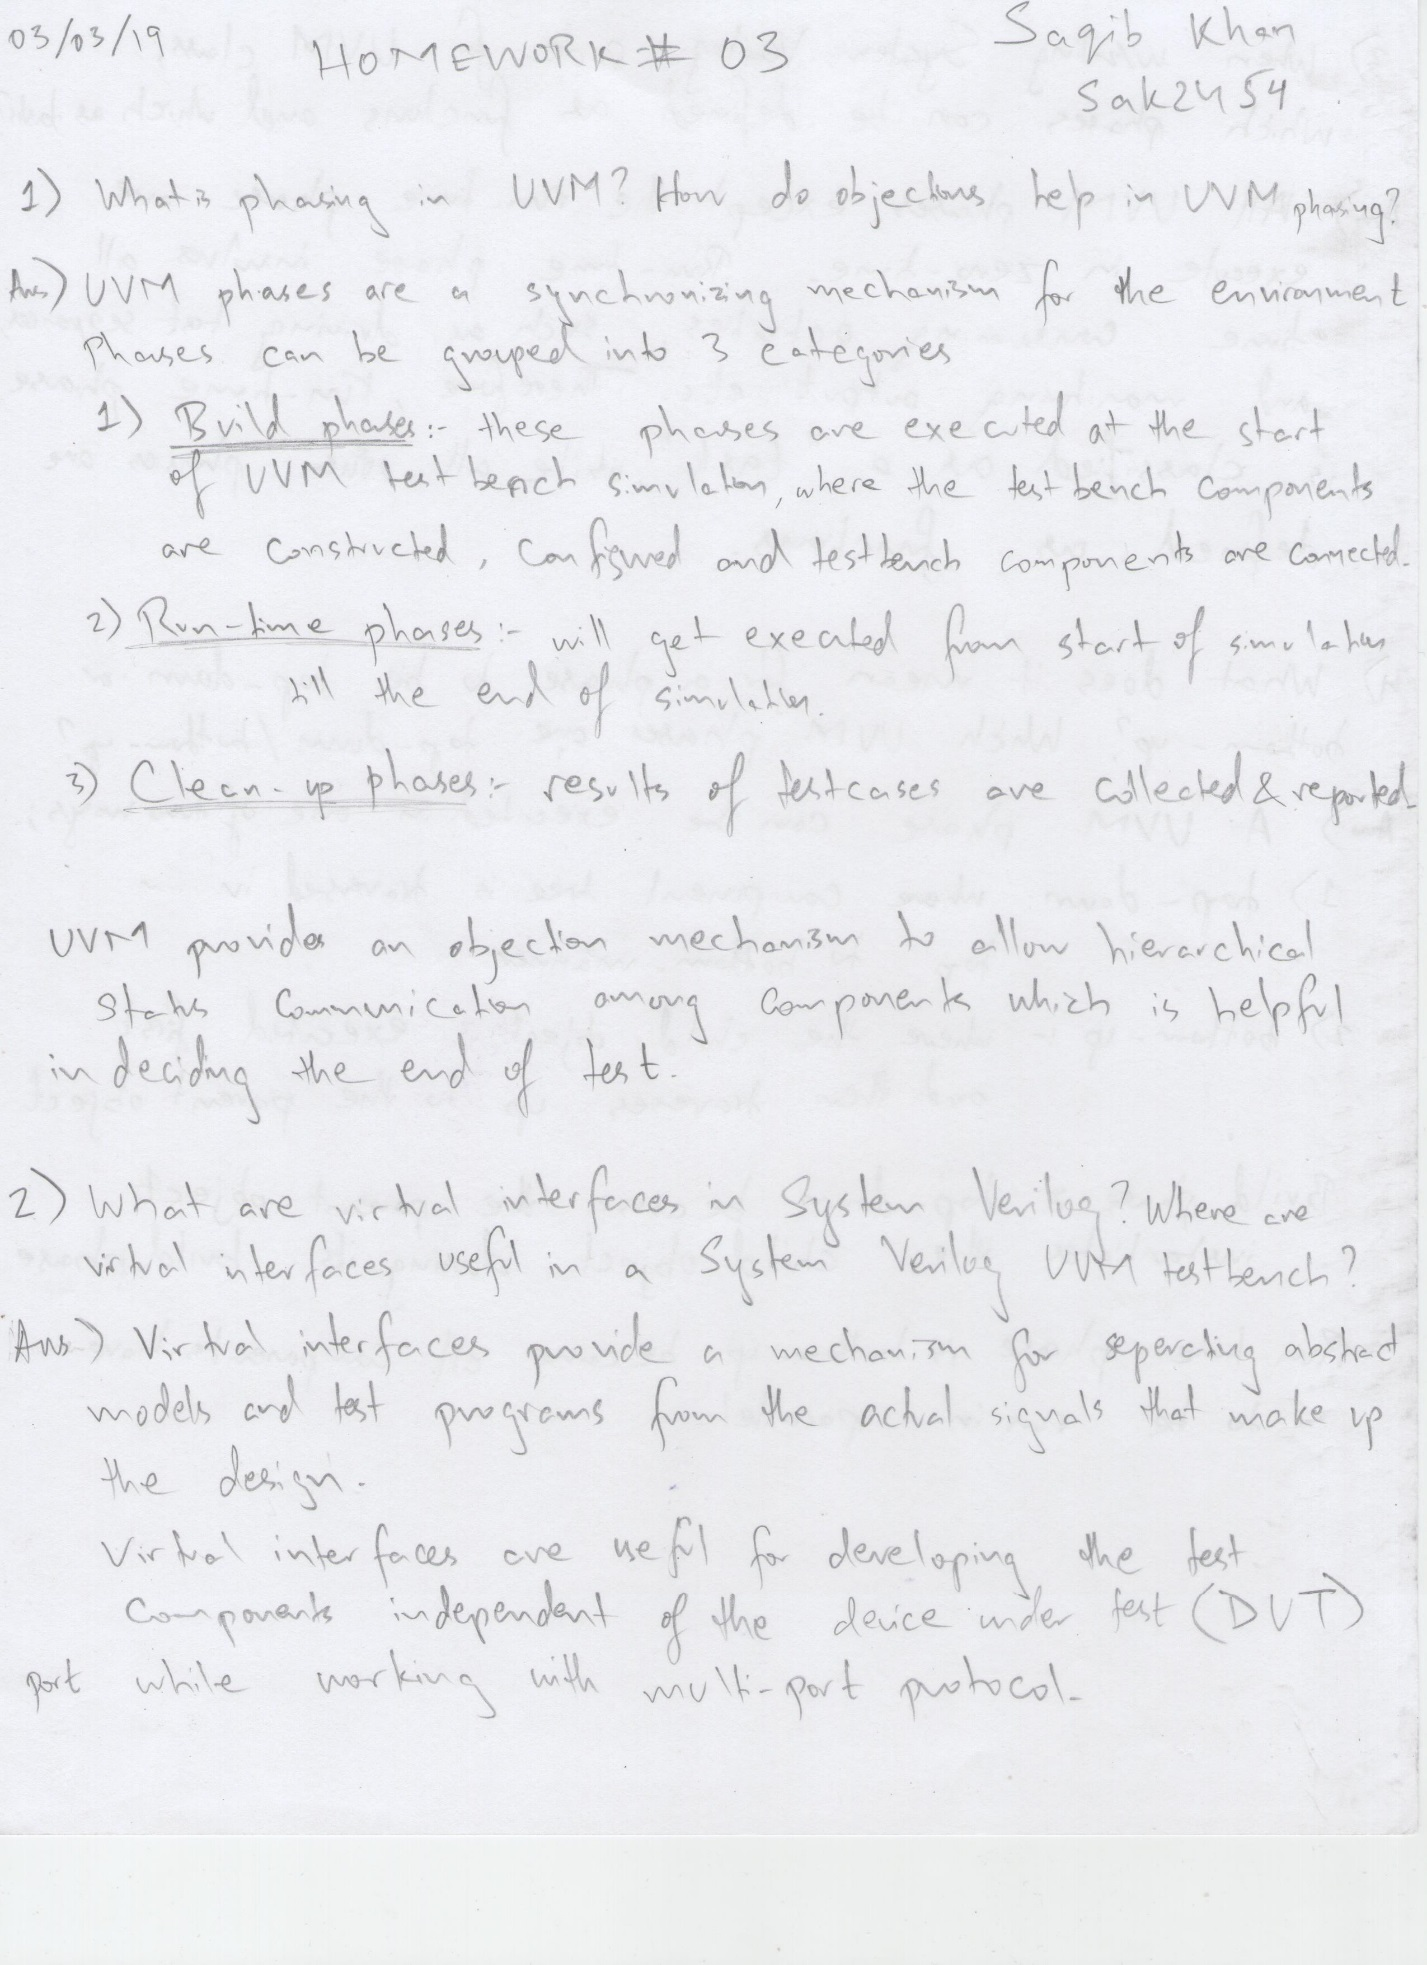 03/03/19
HOMEWORK # 03
Saqib Khan
Sak2454
1) What is phasing in UVM? How do objections help in UVM phasing?
Ans) UVM phases are a synchronizing mechanism for the environment.
Phases can be grouped into 3 categories
1) Build phases:- these phases are executed at the start
of UVM testbench simulation, where the testbench components
are constructed, configured and testbench components are connected.
2) Run-time phases:- will get executed from start of simulation
till the end of simulation.
3) Clean-up phases:- results of testcases are collected & reported.
UVM provides an objection mechanism to allow hierarchical
status communication among components which is helpful
in deciding the end of test.
2) What are virtual interfaces in System Verilog? Where are
virtual interfaces useful in a System Verilog UVM testbench?
Ans) Virtual interfaces provide a mechanism for seperating abstract
models and test programs from the actual signals that make up
the design.
Virtual interfaces are useful for developing the test
components independent of the device under test (DUT)
port while working with multi-port protocol.